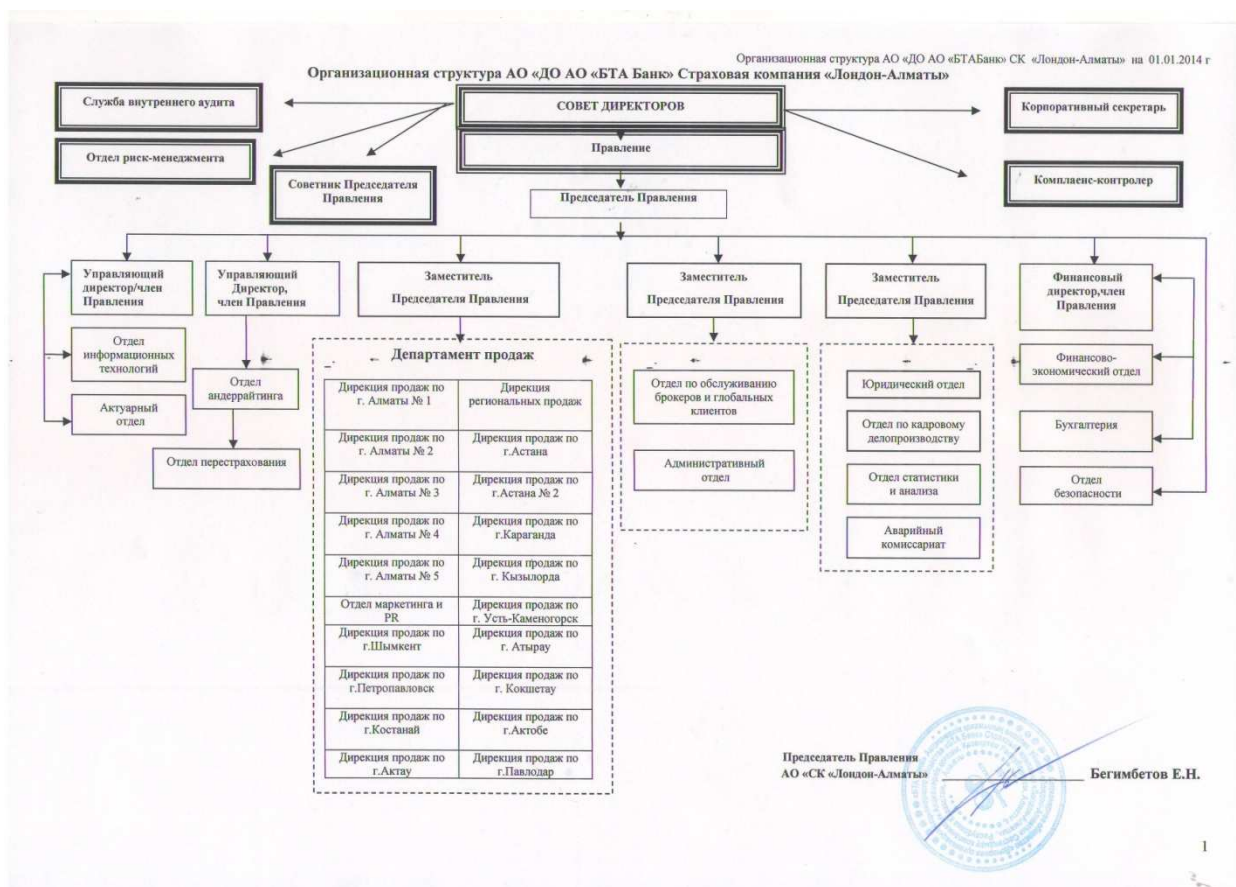 Организационная структура АО «ДО АО «БТАБанк» СК «Лондон-Алматы» на 01.01.2014 г
Организационная структура АО «ДО АО «БТА Банк» Страховая компания «Лондон-Алматы»
Служба внутреннего аудита
СОВЕТ ДИРЕКТОРОВ
Корпоративный секретарь
Правление
Отдел риск-менеджмента
Советник Председателя
Правления
Председатель Правления
Комплаенс-контролер
Управляющий
директор/член
Правления
Управляющий
Директор,
член Правления
Заместитель
Председателя Правления
Заместитель
Председателя Правления
Заместитель
Председателя Правления
Финансовый
директор,член
Правления
Отдел
информационных
технологий
Актуарный
отдел
Отдел
андеррайтинга
Отдел перестрахования
Департамент продаж
Дирекция продаж по
г. Алматы № 1
Дирекция
региональных продаж
Дирекция продаж по
г. Алматы № 2
Дирекция продаж по
г.Астана
Дирекция продаж по
г. Алматы № 3
Дирекция продаж по
г.Астана № 2
Дирекция продаж по
г. Алматы № 4
Дирекция продаж по
г.Караганда
Дирекция продаж по
г. Алматы № 5
Дирекция продаж по
г. Кызылорда
Отдел маркетинга и
PR
Дирекция продаж по
г. Усть-Каменогорск
Дирекция продаж по
г.Шымкент
Дирекция продаж по
г. Атырау
Дирекция продаж по
г.Петропавловск
Дирекция продаж по
г. Кокшетау
Дирекция продаж по
г.Костанай
Дирекция продаж по
г.Актобе
Дирекция продаж по
г.Актау
Дирекция продаж по
г.Павлодар
Отдел по обслуживанию
брокеров и глобальных
клиентов
Административный
отдел
Юридический отдел
Отдел по кадровому
делопроизводству
Отдел статистики
и анализа
Аварийный
комиссариат
Финансово-
экономический отдел
Бухгалтерия
Отдел
безопасности
Председатель Правления
АО «СК «Лондон-Алматы»
Бегимбетов Е.Н.
1